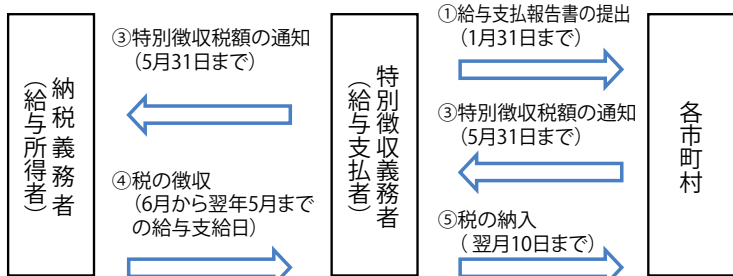 納税義務者
（給与所得者）
③特別徴収税額の通知
（5月31日まで）
④税の徴収
（6月から翌年5月まで
の給与支給日）
特別徴収義務者
（給与支払者）
①給与支払報告書の提出
（1月31日まで）
③特別徴収税額の通知
（5月31日まで）
⑤税の納入
（ 翌月10日まで）
各市町村